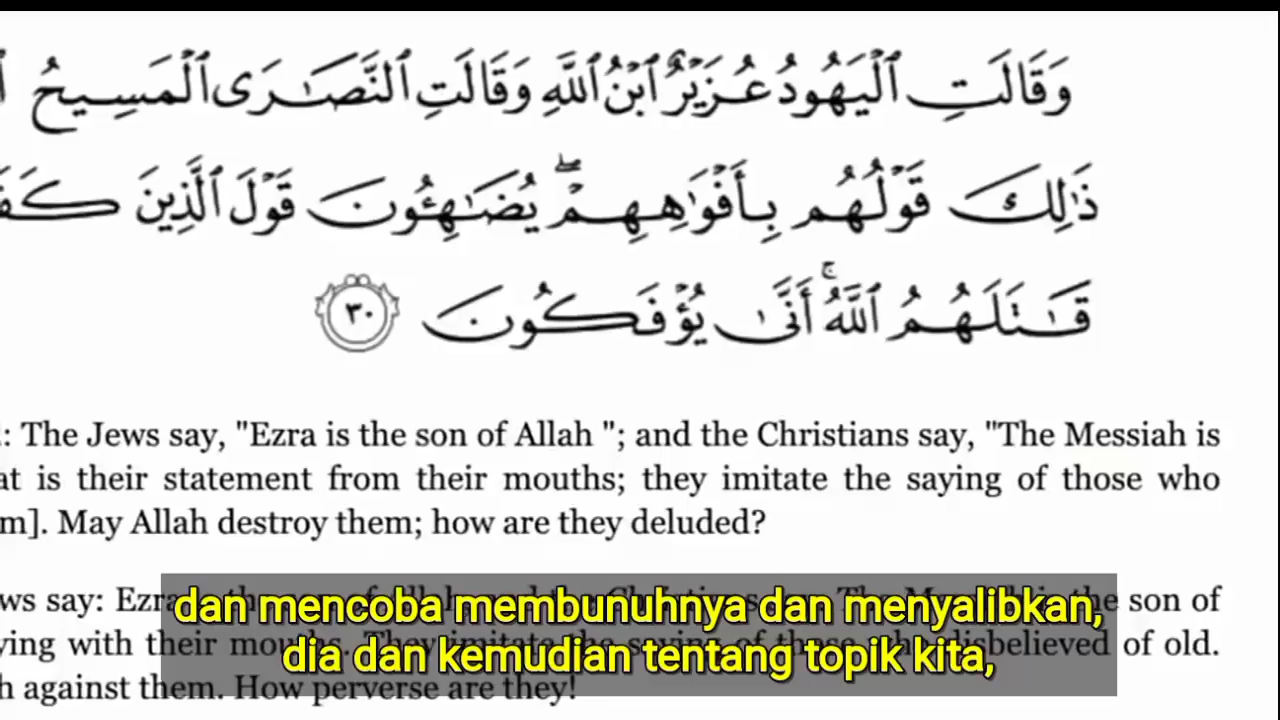 وَقَالَتِ ٱلْيَهُودُ عُزَيْرٌ ٱبْنُ ٱللَّهِ وَقَالَتِ ٱلنَّصَـٰرَى ٱلْمَسِيحُ
ذَٰلِكَ قَوْلُهُم بِأَفْوَٰهِهِمْ ۖ يُضَـٰهِـُٔونَ قَوْلَ ٱلَّذِينَ
قَـٰتَلَهُمُ ٱللَّهُ ۚ أَنَّىٰ يُؤْفَكُونَ ٣٠
: The Jews say, "Ezra is the son of Allah "; and the Christians say, "The Messiah is
at is their statement from their mouths; they imitate the saying of those who
m]. May Allah destroy them; how are they deluded?
ws say: Ezra the son of
ying with their disbelieved of old.
h against them. How perverse are they!
dan mencoba membunuhnya dan menyalibkan,
dia dan kemudian tentang topik kita,